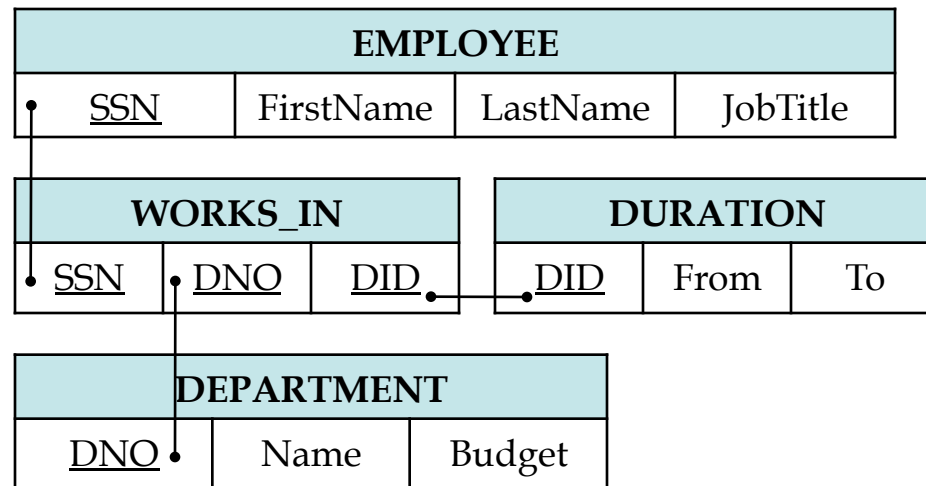 EMPLOYEE
SSN FirstName LastName JobTitle
WORKS_IN
SSN DNO DID
DURATION
DID From To
DEPARTMENT
DNO Name Budget